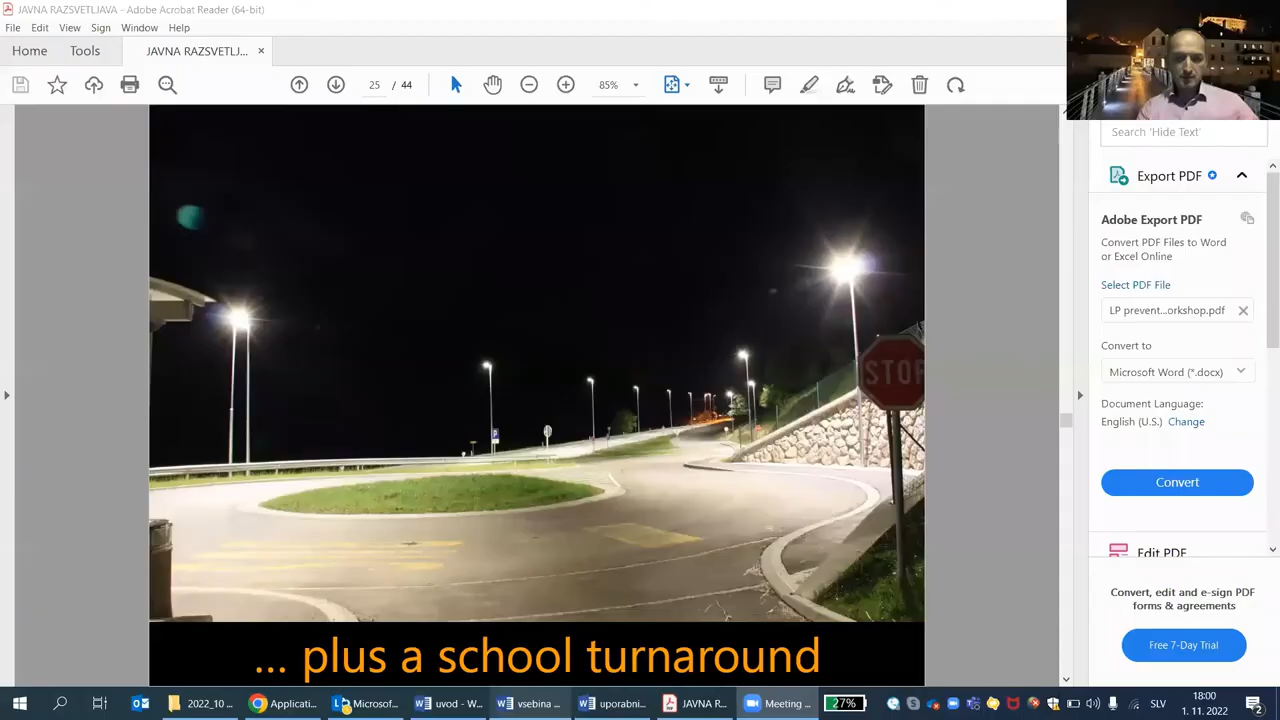 JAVNA RAZSVETLJAVA - Adobe Acrobat Reader (64-bit)
File Edit View Sign Window Help
Home Tools JAVNA RAZSVETLJ... ×
25 / 44 85%
Search 'Hide Text'
Export PDF
Adobe Export PDF
Convert PDF Files to Word
or Excel Online
Select PDF File
LP prevent...orkshop.pdf
Convert to
Microsoft Word (*.docx)
Document Language:
English (U.S.) Change
Convert
Edit PDF
Convert, edit and e-sign PDF
forms & agreements
Free 7-Day Trial
STOP
P
... plus a school turnaround
2022_10 ... Applicati... Microsof... uvod - W... vsebina ... uporabni... JAVNA R... Meeting ... 27% SLV 18:00
1. 11. 2022 2